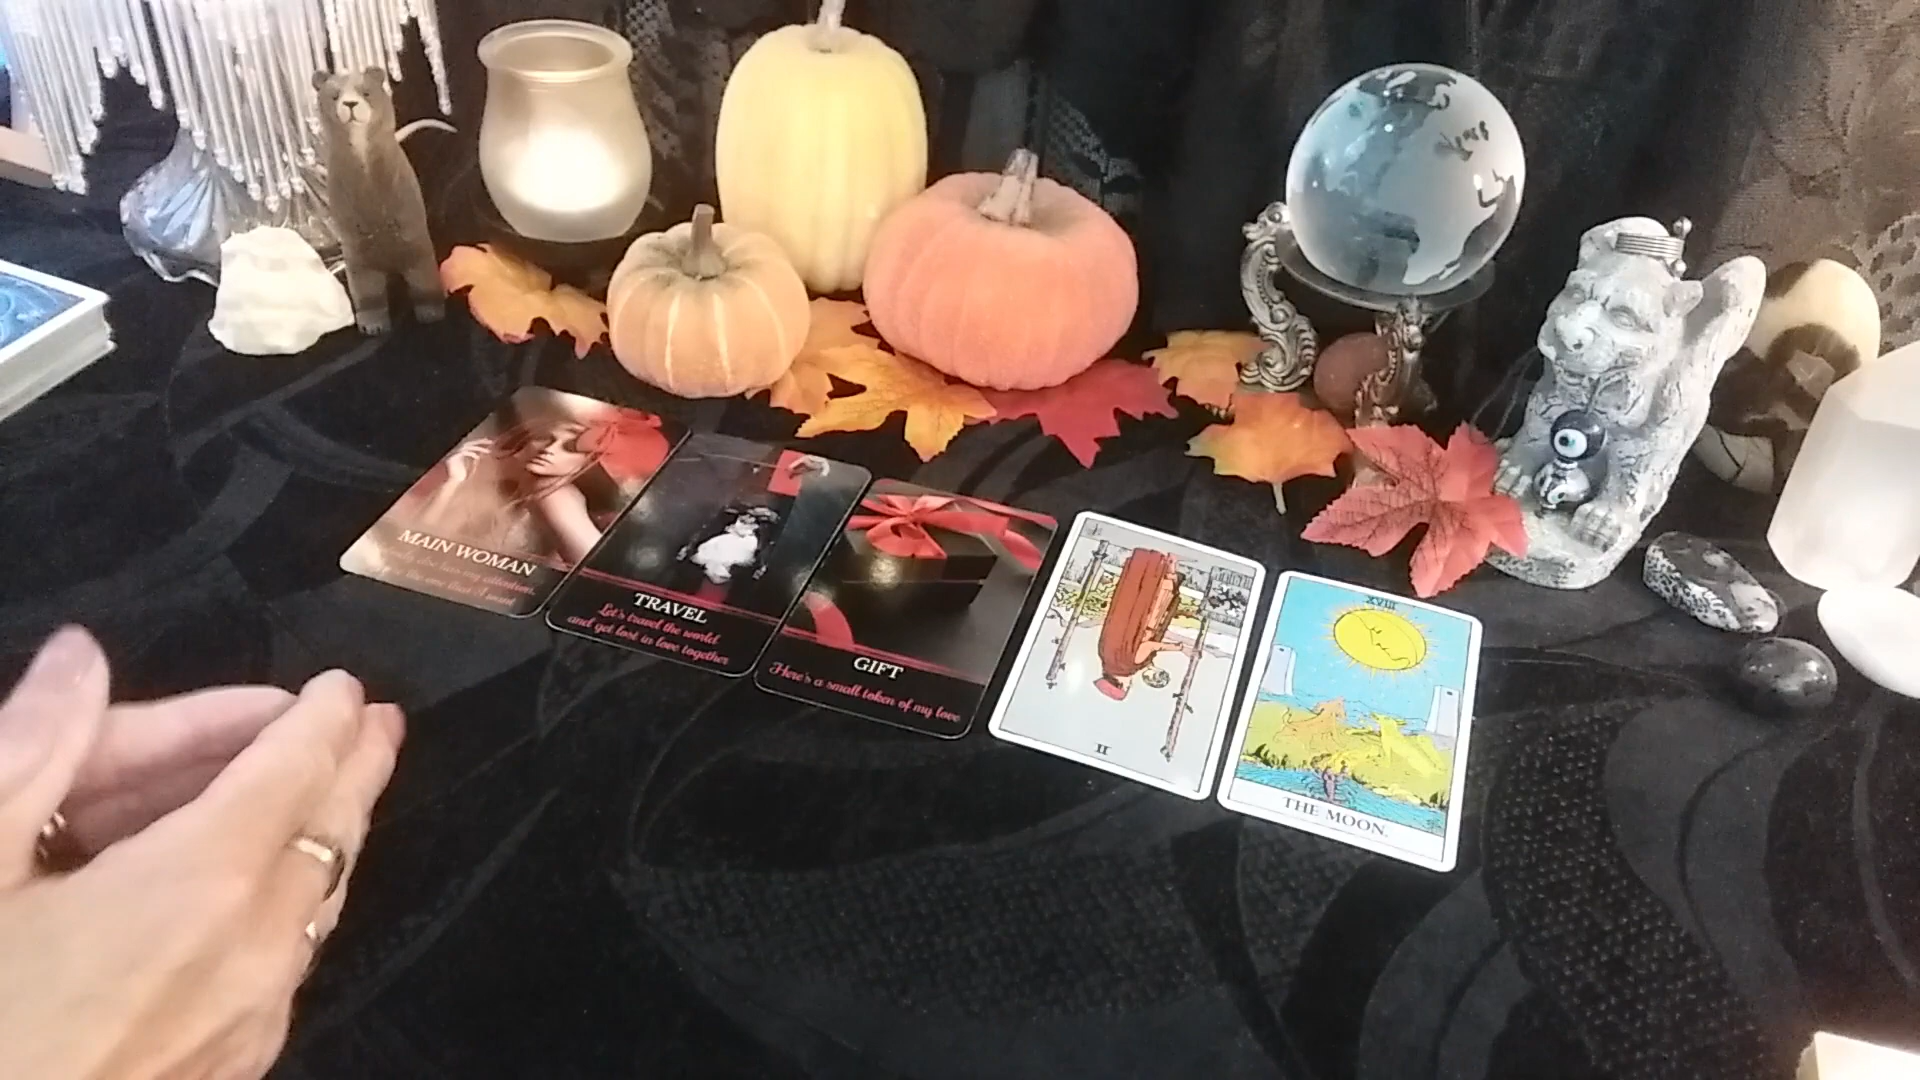 MAIN WOMAN
TRAVEL
Let's travel the world
and get lost in love together
GIFT
Here's a small token of my love
II
XVIII
THE MOON.